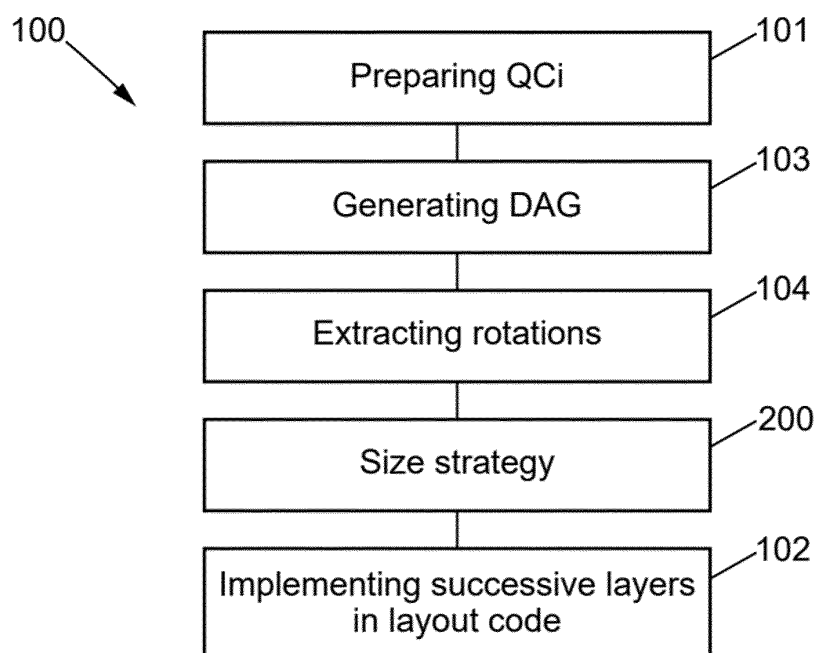 100
101
Preparing QCi
103
Generating DAG
104
Extracting rotations
200
Size strategy
102
Implementing successive layers
in layout code